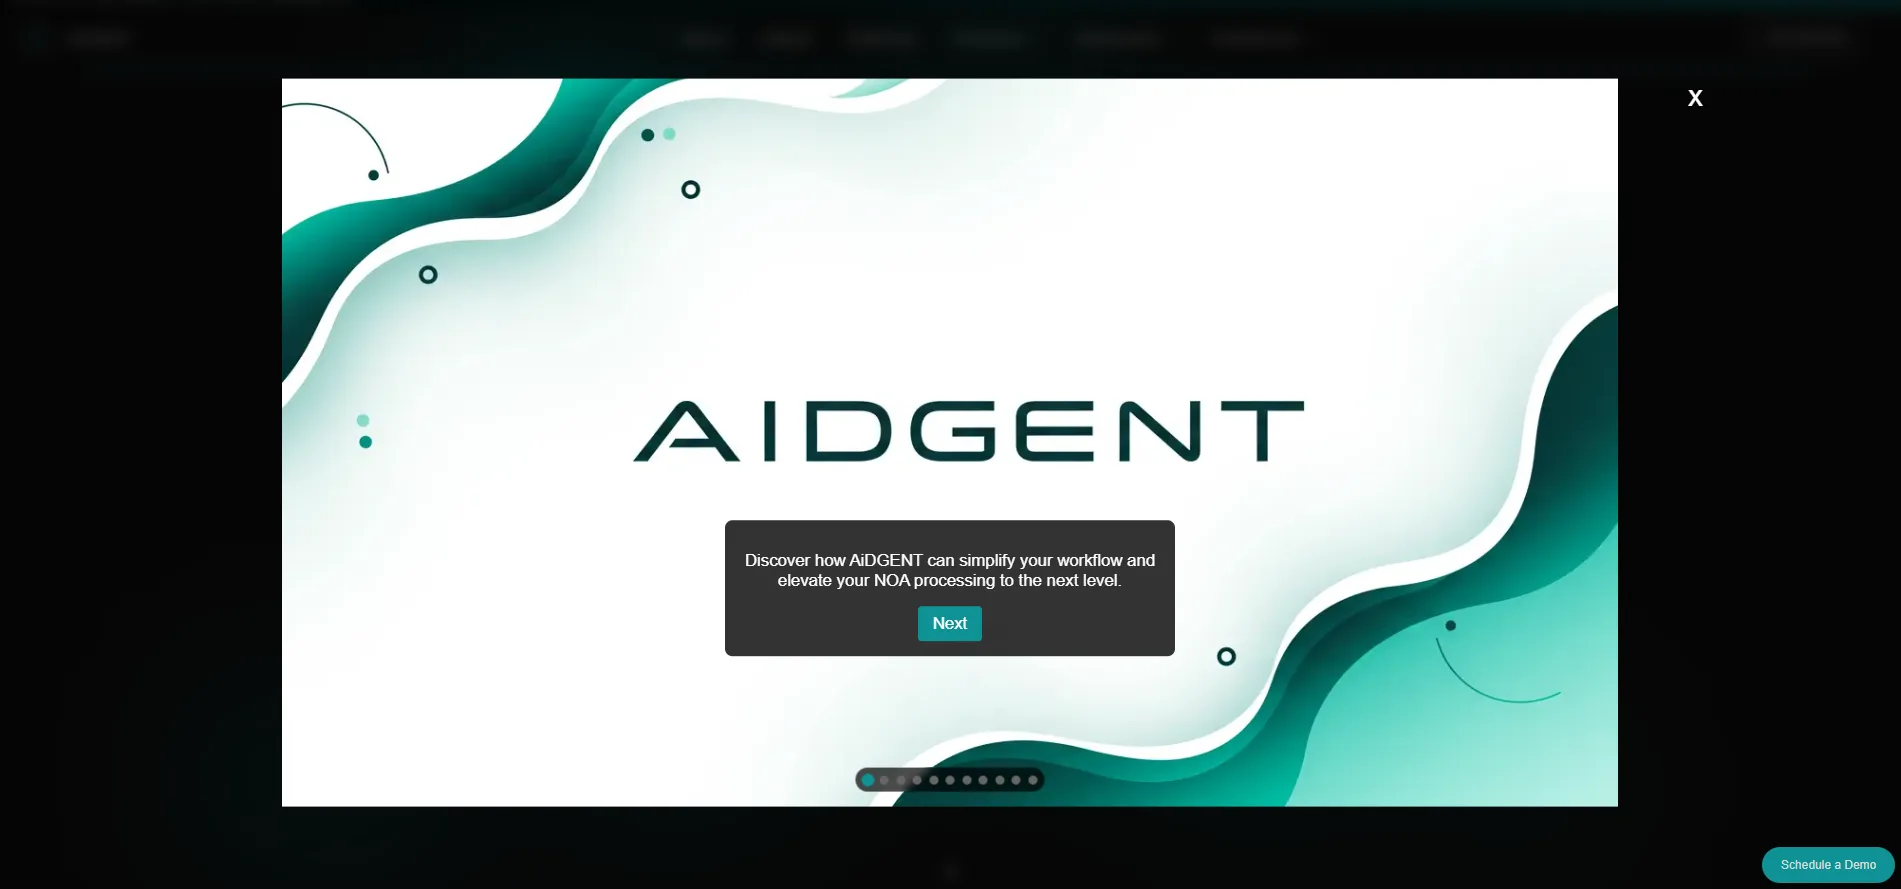 X
AIDGENT
Discover how AiDGENT can simplify your workflow and
elevate your NOA processing to the next level.
Next
Schedule a Demo